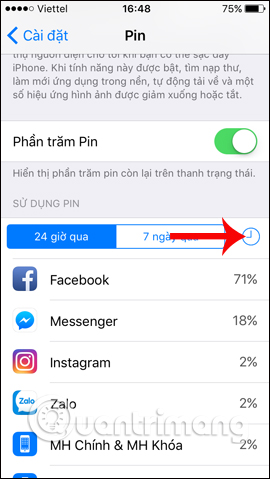 Viettel 16:48 75%
Cài đặt Pin
thụ nguồn điện cho tới khi bạn có thể sạc đầy
iPhone. Khi tính năng này được bật, tìm nạp thư,
làm mới ứng dụng trong nền, tự động tải về và một
số hiệu ứng hình ảnh được giảm xuống hoặc tắt.
Phần trăm Pin
Hiển thị phần trăm pin còn lại trên thanh trạng thái.
SỬ DỤNG PIN
24 giờ qua 7 ngày qua
Facebook 71%
Messenger 18%
Instagram 2%
Zalo Zalo 2%
MH Chính & MH Khóa 2%
Quantrimang